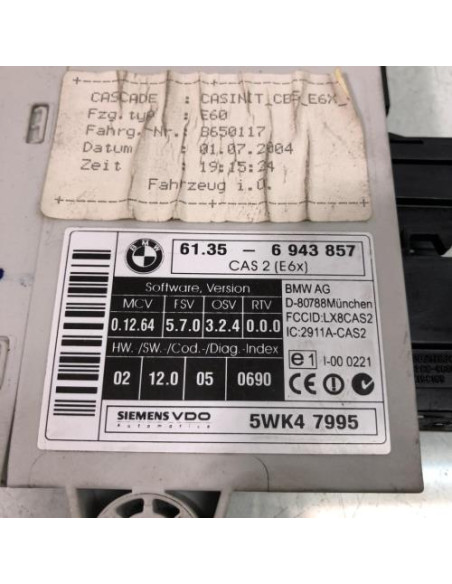 CASCADE : CASINIT_CBF_E6X_
Fzg.typ : E60
Fahrg.-Nr.: B650117
Datum : 01.07.2004
Zeit : 19:15:24
Fahrzeug i.O.
BMW
61.35 - 6 943 857
CAS 2 (E6x)
Software, Version
MCV FSV OSV RTV
0.12.64 5.7.0 3.2.4 0.0.0
HW. /SW.-/Cod.-/Diag.-Index
02 12.0 05 0690
BMW AG
D-80788München
FCCID:LX8CAS2
IC:2911A-CAS2
e1 I-00 0221
CE
SIEMENS VDO
Automotive
5WK4 7995